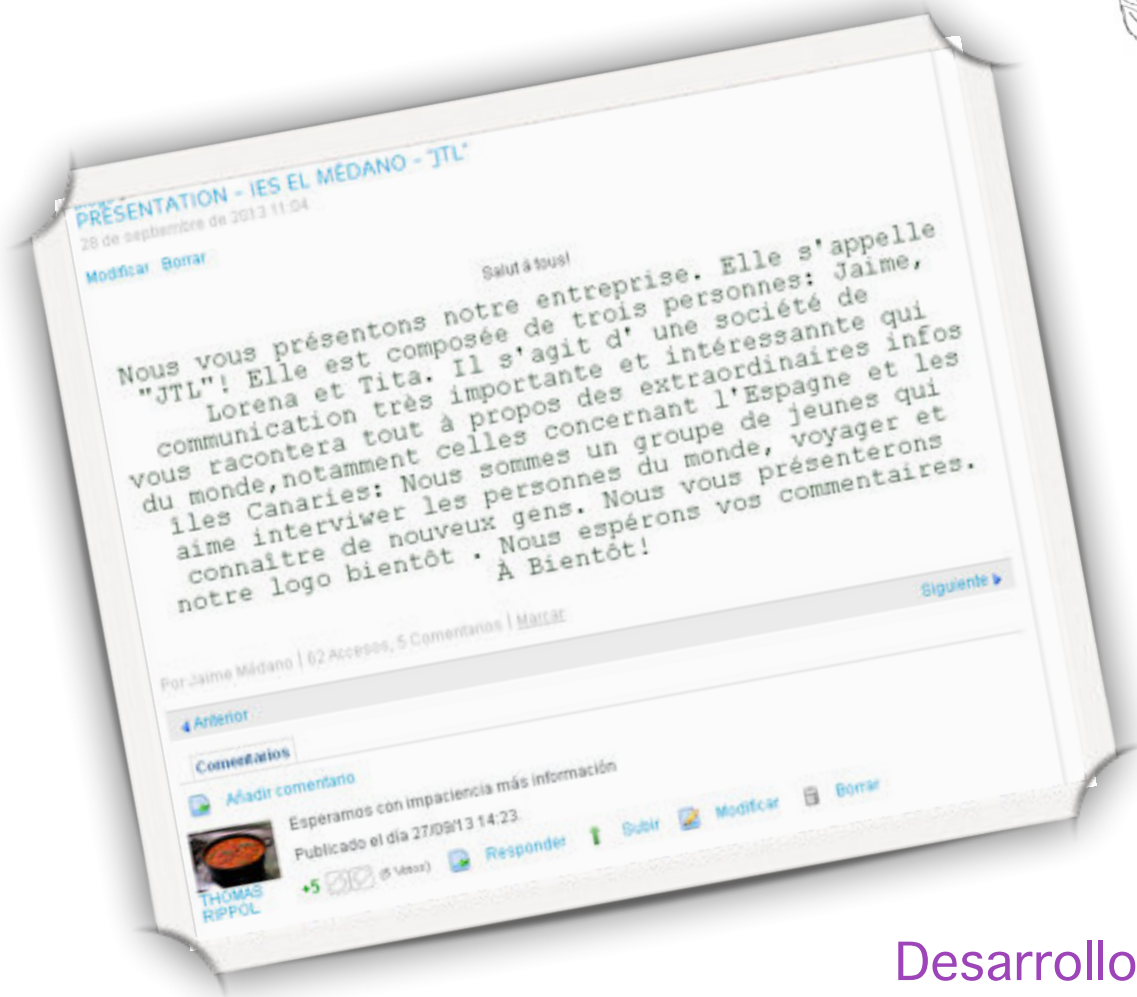 PRÉSENTATION - IES EL MÉDANO - "JTL"
28 de septiembre de 2013 11:04
Modificar Borrar
Salut à tous!
Nous vous présentons notre entreprise. Elle s'appelle
"JTL"! Elle est composée de trois personnes: Jaime,
Lorena et Tita. Il s'agit d' une société de
communication très importante et intéressannte qui
vous racontera tout à propos des extraordinaires infos
du monde,notamment celles concernant l'Espagne et les
îles Canaries: Nous sommes un groupe de jeunes qui
aime interviwer les personnes du monde, voyager et
connaître de nouveux gens. Nous vous présenterons
notre logo bientôt . Nous espérons vos commentaires.
À Bientôt!
Por Jaime Médano | 62 Accesos, 5 Comentarios | Marcar
Anterior
Siguiente
Comentarios
Añadir comentario
Esperamos con impaciencia más información
Publicado el día 27/09/13 14:23
+5 (5 Votos) Responder Subir Modificar Borrar
THOMAS
RIPPOL
Desarrollo